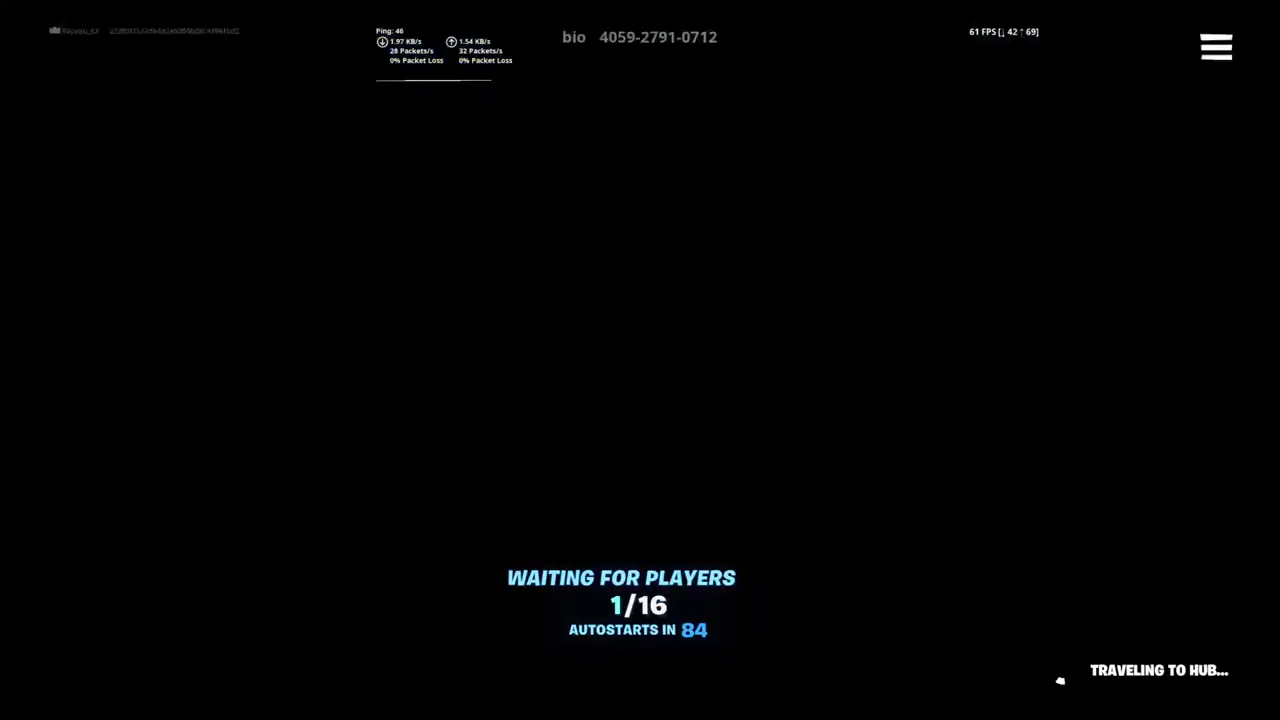 Ping: 46
1.97 KB/s 1.54 KB/s
28 Packets/s 32 Packets/s
0% Packet Loss 0% Packet Loss
bio 4059-2791-0712
61 FPS [↓ 42 ↑ 69]
WAITING FOR PLAYERS
1/16
AUTOSTARTS IN 84
TRAVELING TO HUB...